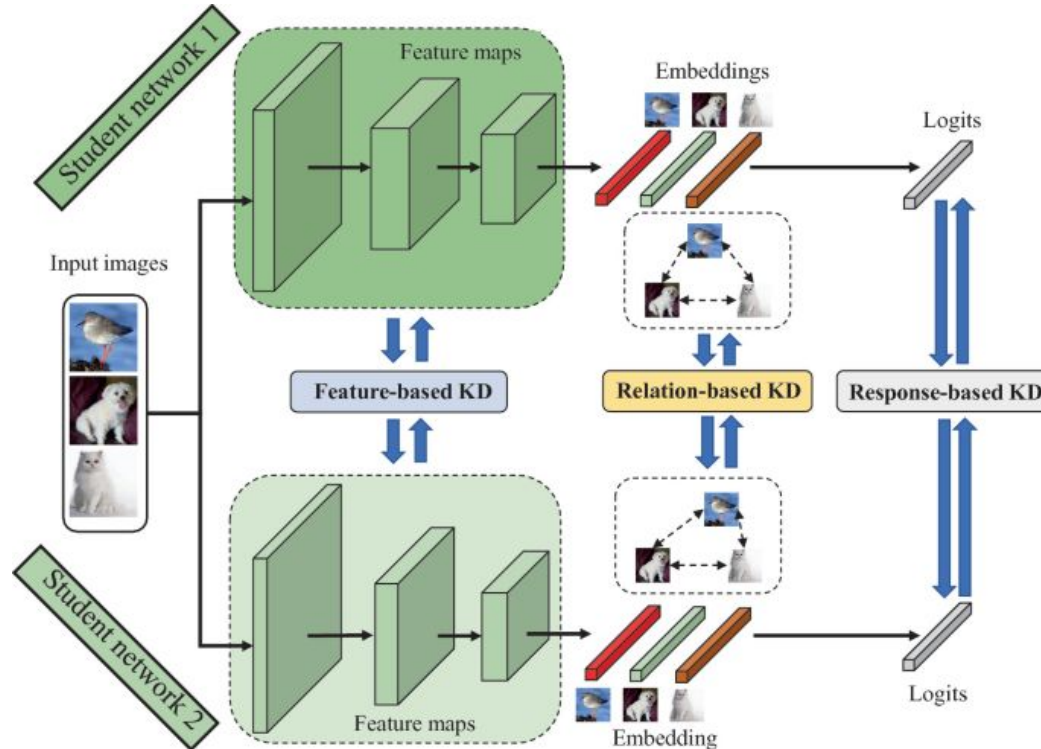 Student network 1
Feature maps
Embeddings
Logits
Input images
Feature-based KD
Relation-based KD
Response-based KD
Student network 2
Feature maps
Embedding
Logits